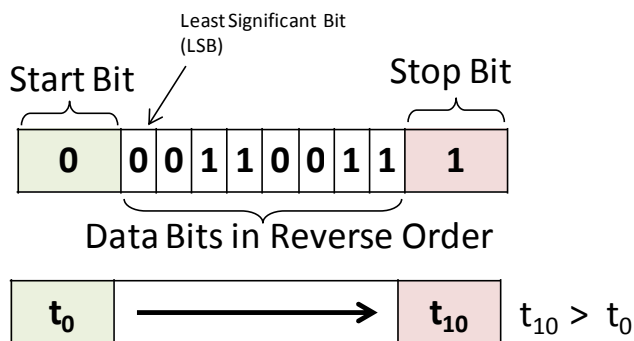 Least Significant Bit
(LSB)
Start Bit
Stop Bit
0 0 0 1 1 0 0 1 1 1
Data Bits in Reverse Order
t₀ t₁₀ t₁₀ > t₀